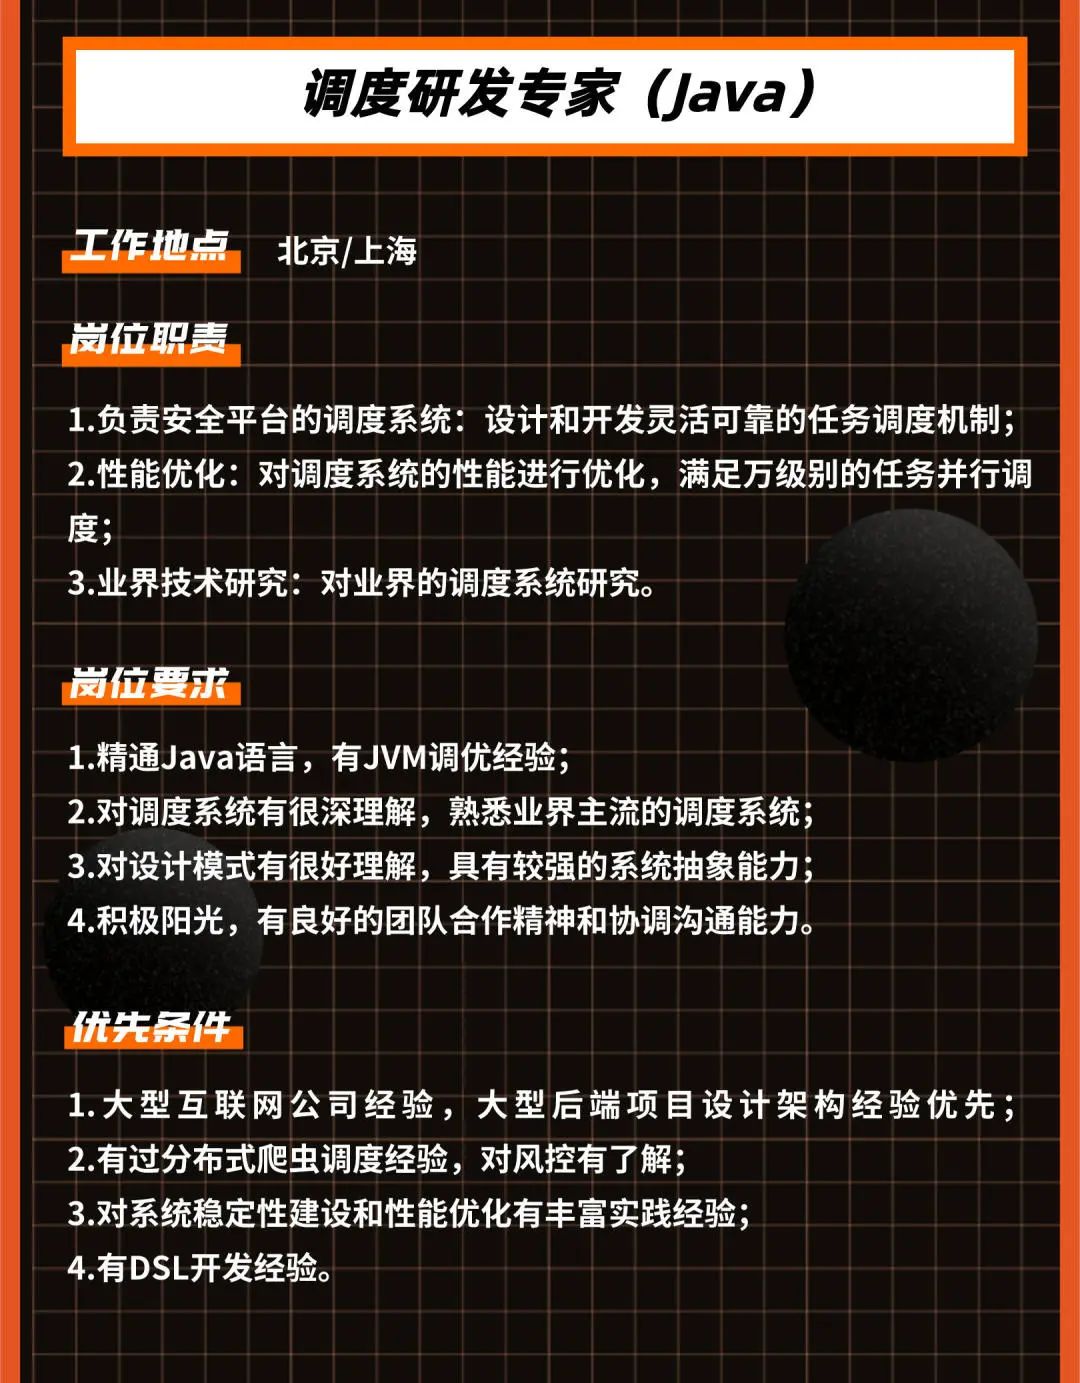 调度研发专家（Java）
工作地点 北京/上海
岗位职责
1.负责安全平台的调度系统：设计和开发灵活可靠的任务调度机制；
2.性能优化：对调度系统的性能进行优化，满足万级别的任务并行调
度；
3.业界技术研究：对业界的调度系统研究。
岗位要求
1.精通Java语言，有JVM调优经验；
2.对调度系统有很深理解，熟悉业界主流的调度系统；
3.对设计模式有很好理解，具有较强的系统抽象能力；
4.积极阳光，有良好的团队合作精神和协调沟通能力。
优先条件
1.大型互联网公司经验，大型后端项目设计架构经验优先；
2.有过分布式爬虫调度经验，对风控有了解；
3.对系统稳定性建设和性能优化有丰富实践经验；
4.有DSL开发经验。